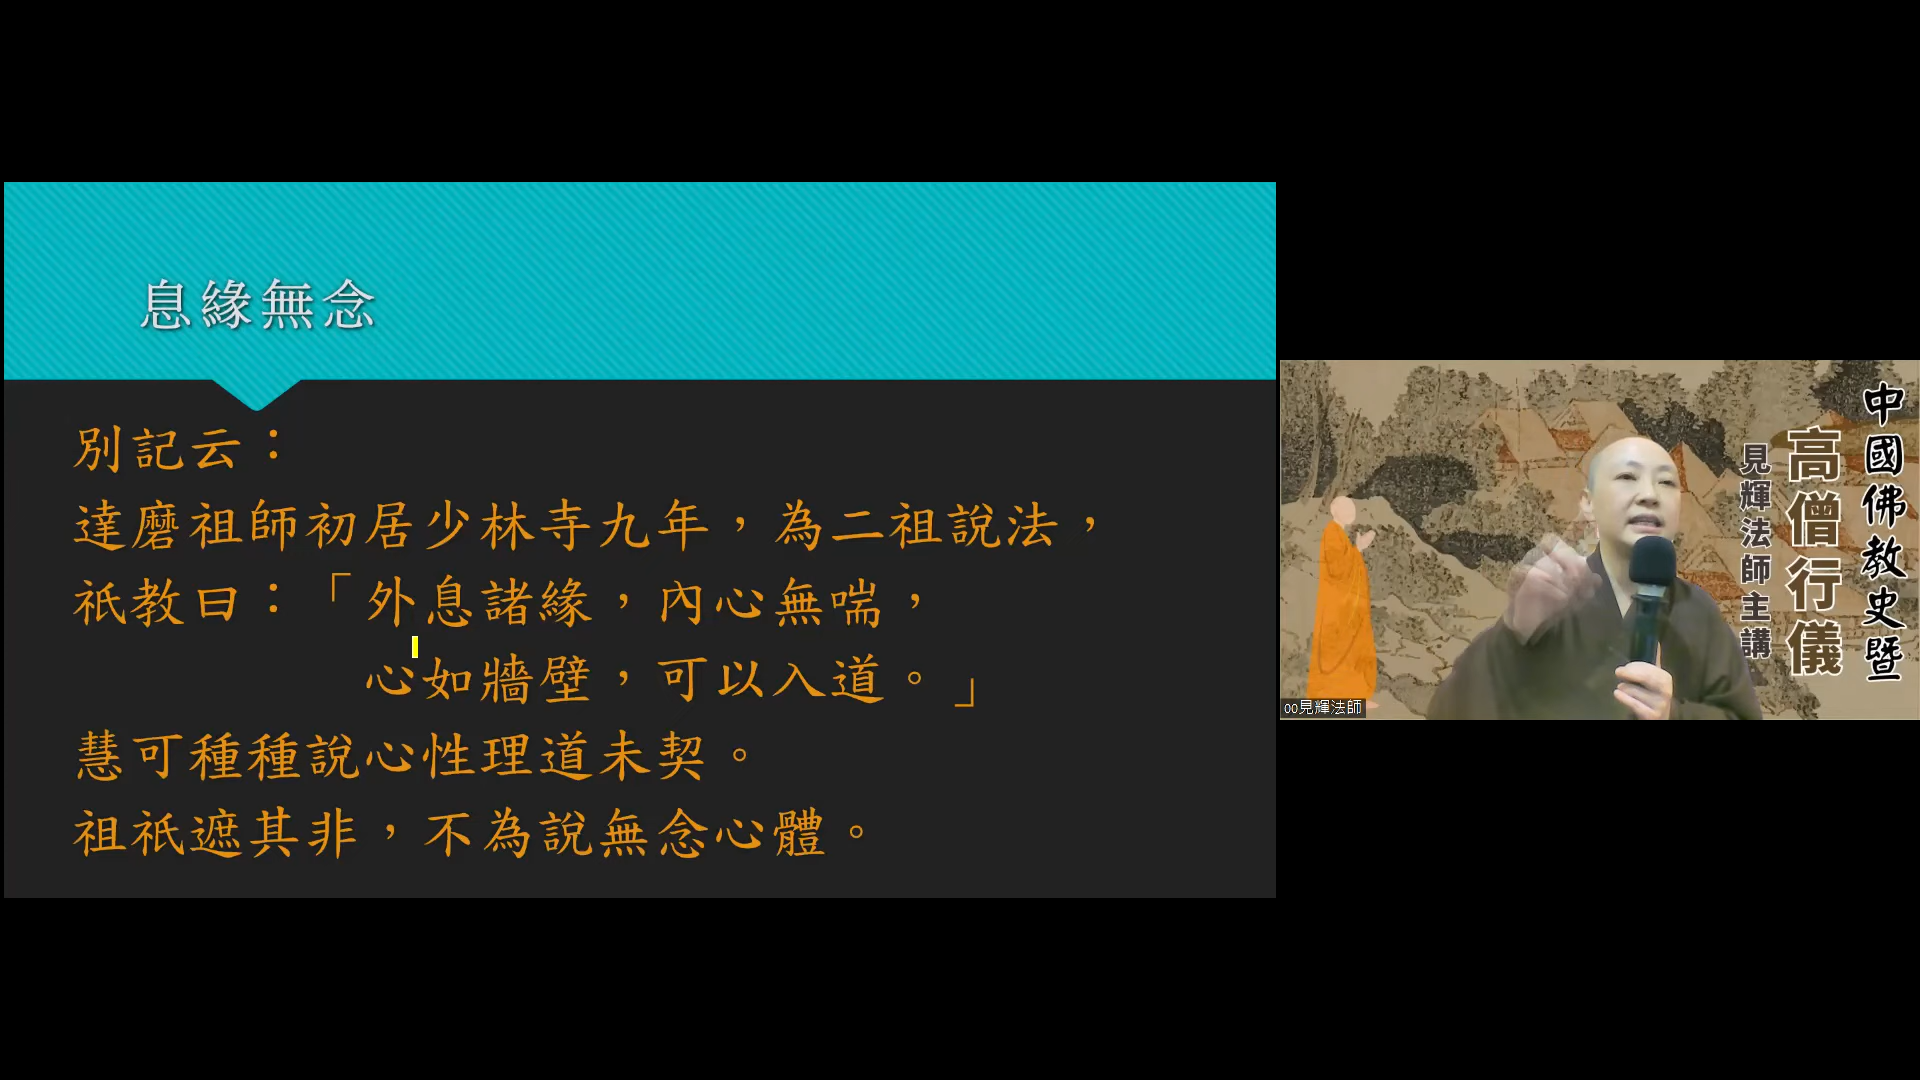 息緣無念
別記云：
達磨祖師初居少林寺九年，為二祖說法，
祇教曰：「外息諸緣，內心無喘，
心如牆壁，可以入道。」
慧可種種說心性理道未契。
祖祇遮其非，不為說無念心體。
中國佛教史暨
高僧行儀
見輝法師主講
oo見輝法師